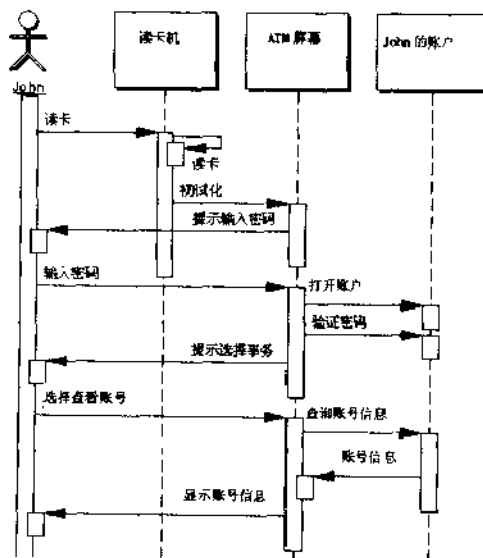 读卡机
ATM 屏幕
John 的账户
John
读卡
读卡
初试化
提示输入密码
输入密码
打开账户
验证密码
提示选择事务
选择查看账号
查询账号信息
账号信息
显示账号信息